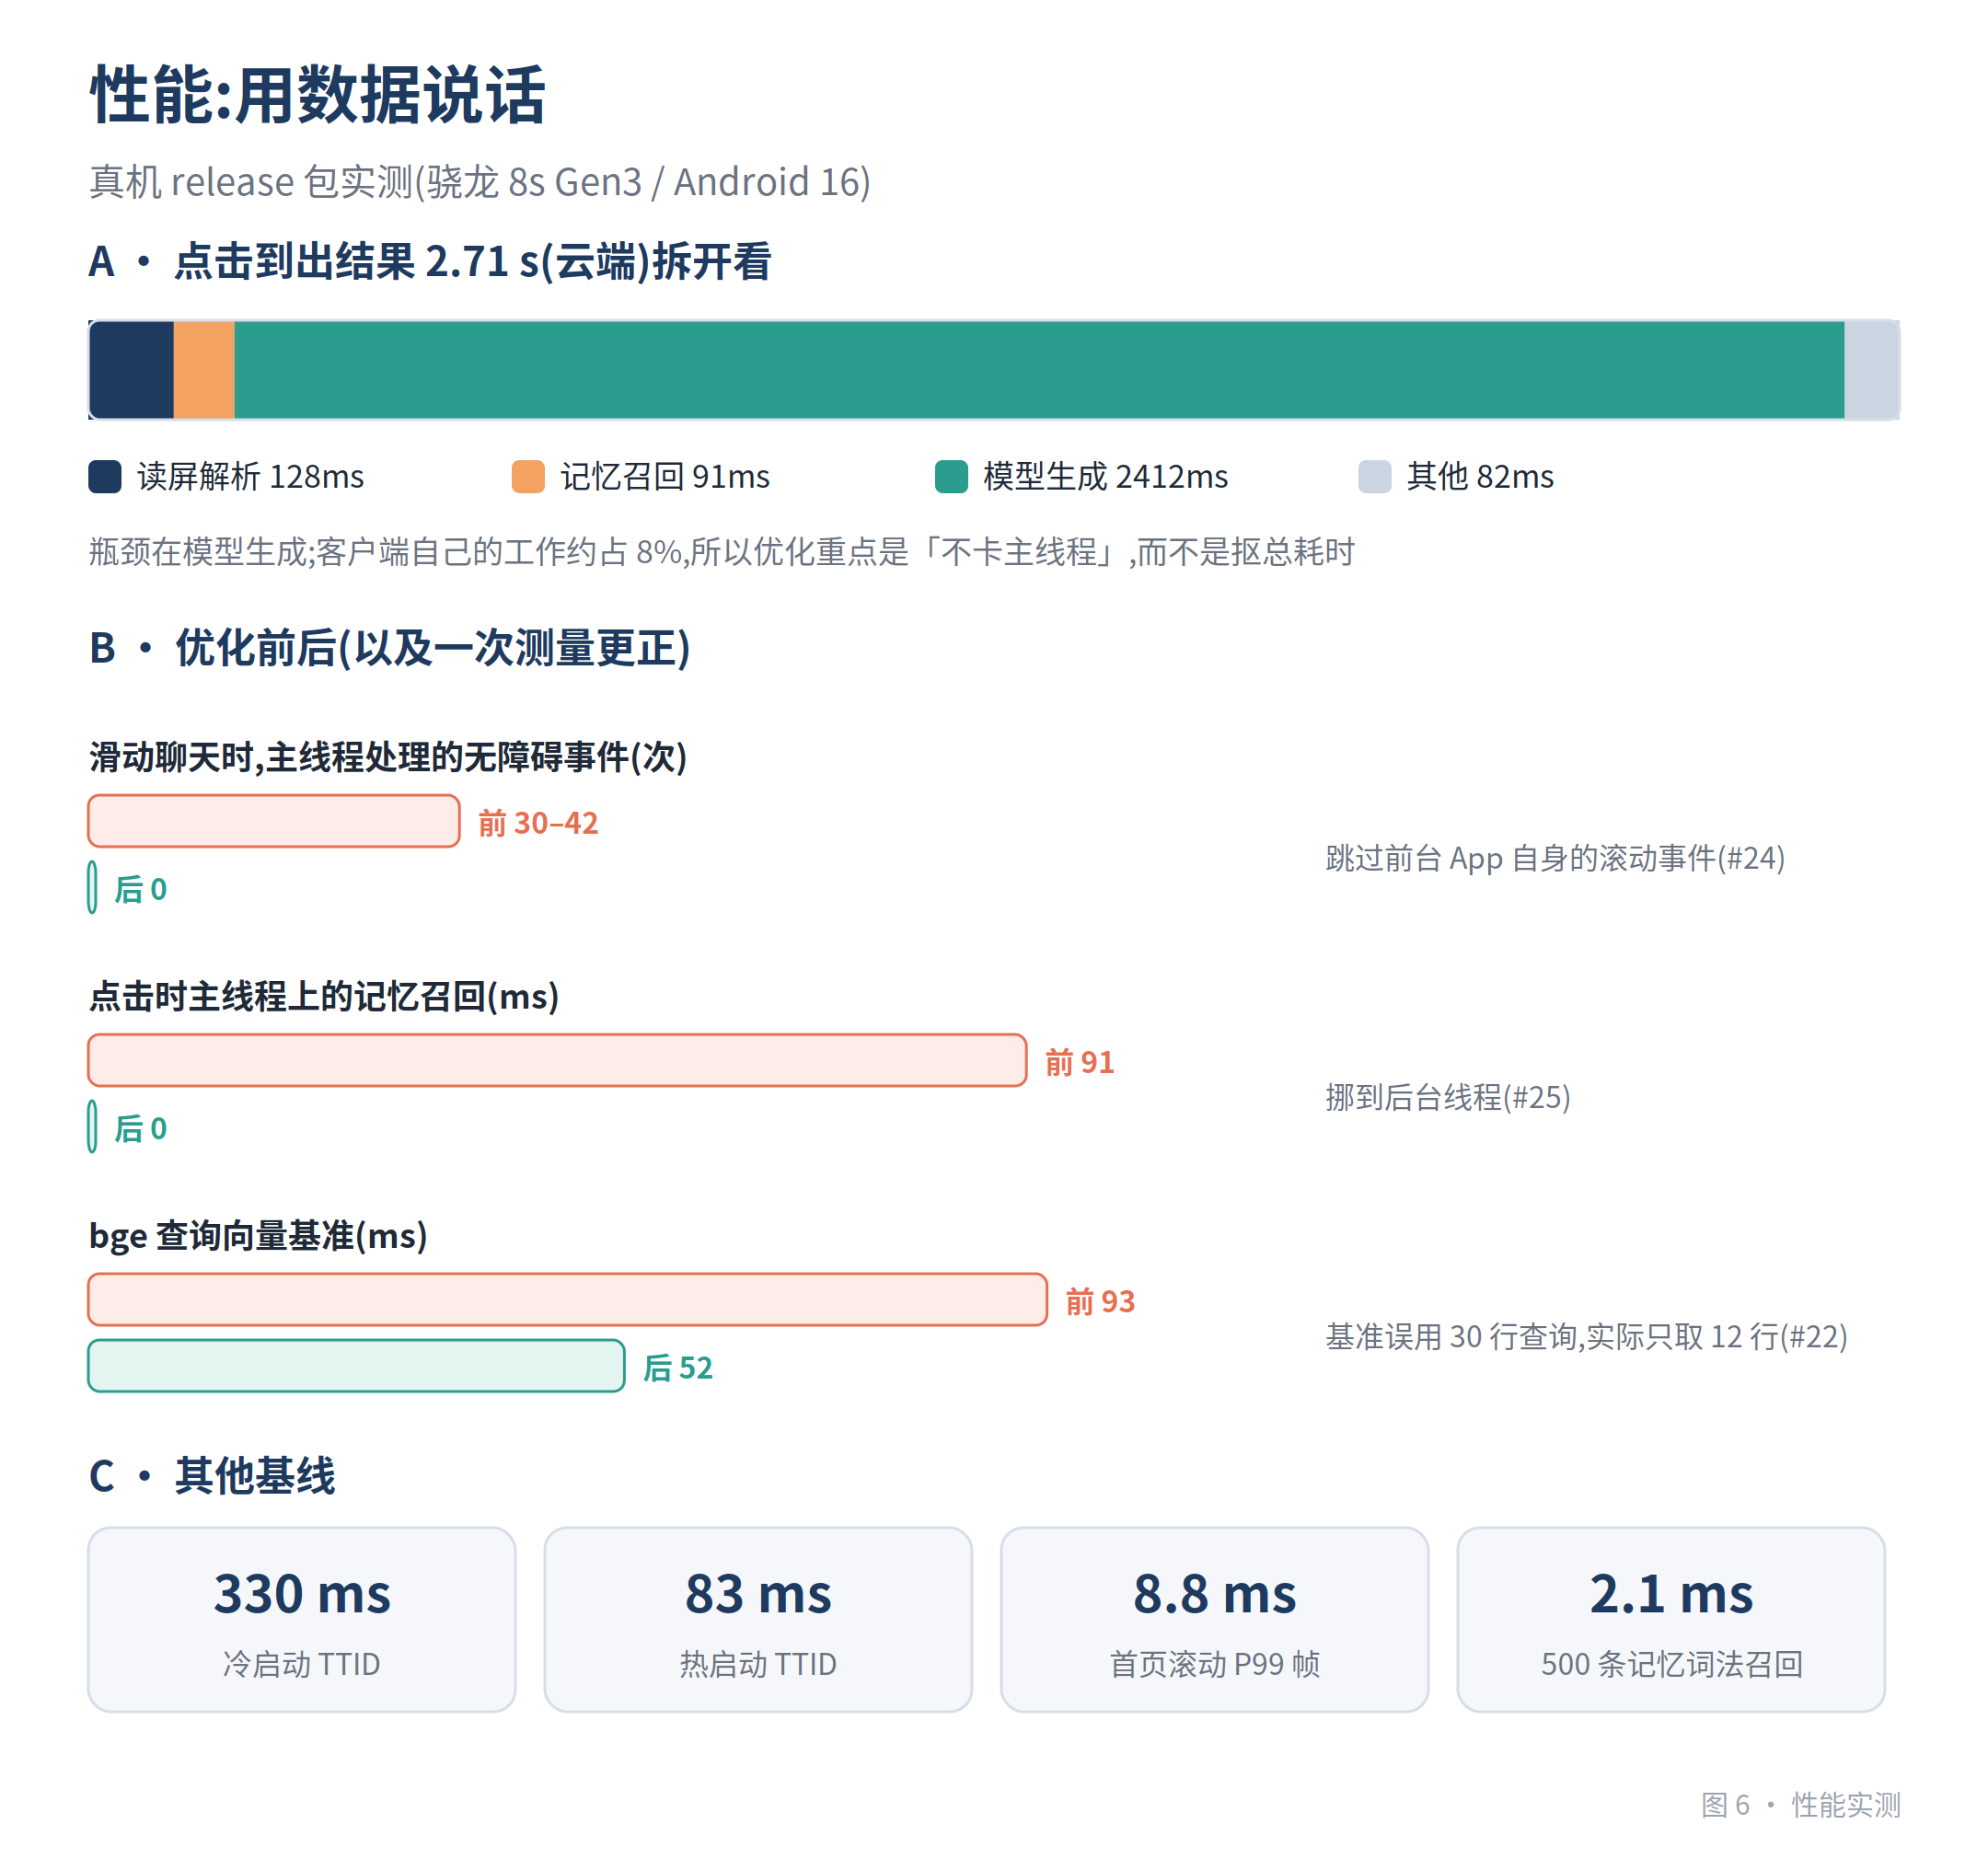 性能:用数据说话
真机 release 包实测(骁龙 8s Gen3 / Android 16)
A · 点击到出结果 2.71 s(云端)拆开看
读屏解析 128ms
记忆召回 91ms
模型生成 2412ms
其他 82ms
瓶颈在模型生成;客户端自己的工作约占 8%,所以优化重点是「不卡主线程」,而不是抠总耗时
B · 优化前后(以及一次测量更正)
滑动聊天时,主线程处理的无障碍事件(次)
前 30–42
后 0
跳过前台 App 自身的滚动事件(#24)
点击时主线程上的记忆召回(ms)
前 91
后 0
挪到后台线程(#25)
bge 查询向量基准(ms)
前 93
后 52
基准误用 30 行查询,实际只取 12 行(#22)
C · 其他基线
330 ms
冷启动 TTID
83 ms
热启动 TTID
8.8 ms
首页滚动 P99 帧
2.1 ms
500 条记忆词法召回
图 6 · 性能实测